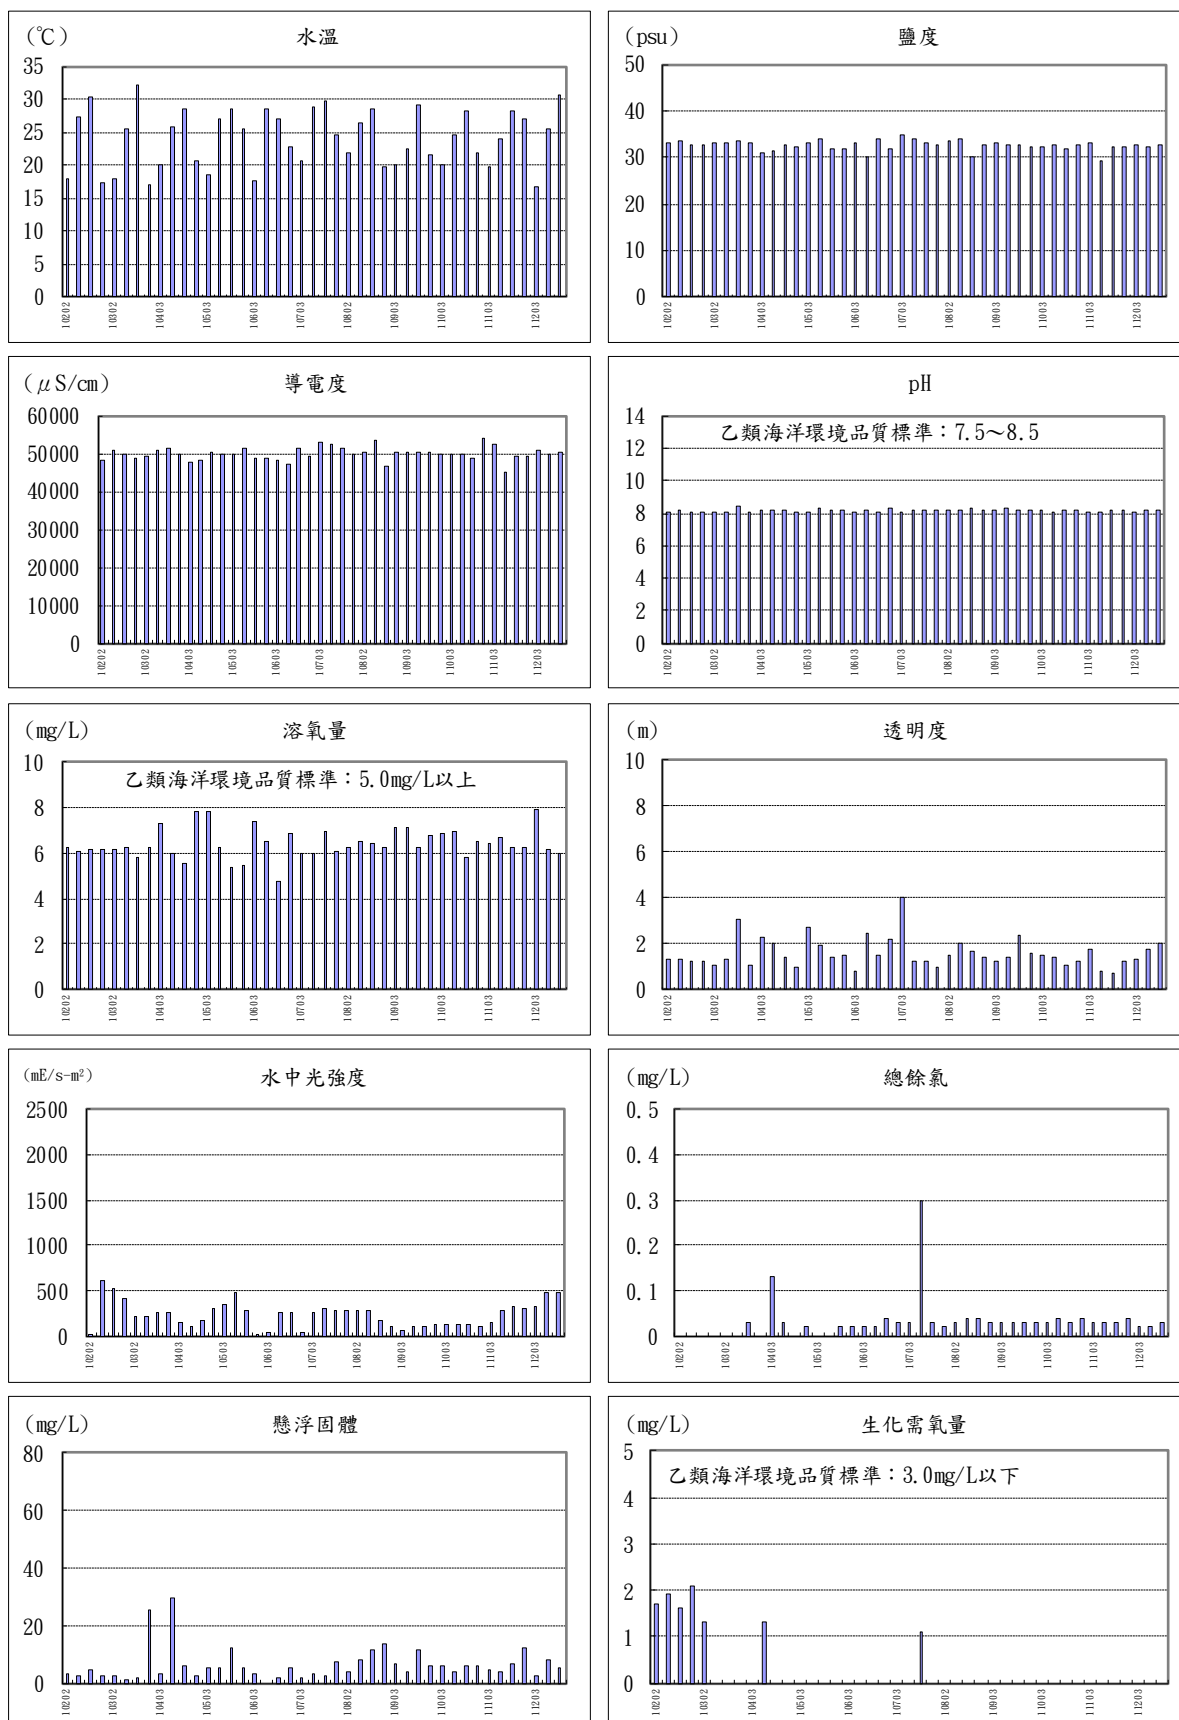 (℃) 水溫
35
30
25
20
15
10
5
0
10202 10302 10403 10503 10603 10703 10802 10903 11003 11103 11203
(psu) 鹽度
50
40
30
20
10
0
10202 10302 10403 10503 10603 10703 10802 10903 11003 11103 11203
(μS/cm) 導電度
60000
50000
40000
30000
20000
10000
0
10202 10302 10403 10503 10603 10703 10802 10903 11003 11103 11203
pH
乙類海洋環境品質標準：7.5～8.5
14
12
10
8
6
4
2
0
10202 10302 10403 10503 10603 10703 10802 10903 11003 11103 11203
(mg/L) 溶氧量
乙類海洋環境品質標準：5.0mg/L以上
10
8
6
4
2
0
10202 10302 10403 10503 10603 10703 10802 10903 11003 11103 11203
(m) 透明度
10
8
6
4
2
0
10202 10302 10403 10503 10603 10703 10802 10903 11003 11103 11203
(mE/s-m²) 水中光強度
2500
2000
1500
1000
500
0
10202 10302 10403 10503 10603 10703 10802 10903 11003 11103 11203
(mg/L) 總餘氯
0.5
0.4
0.3
0.2
0.1
0
10202 10302 10403 10503 10603 10703 10802 10903 11003 11103 11203
(mg/L) 懸浮固體
80
60
40
20
0
10202 10302 10403 10503 10603 10703 10802 10903 11003 11103 11203
(mg/L) 生化需氧量
乙類海洋環境品質標準：3.0mg/L以下
5
4
3
2
1
0
10202 10302 10403 10503 10603 10703 10802 10903 11003 11103 11203